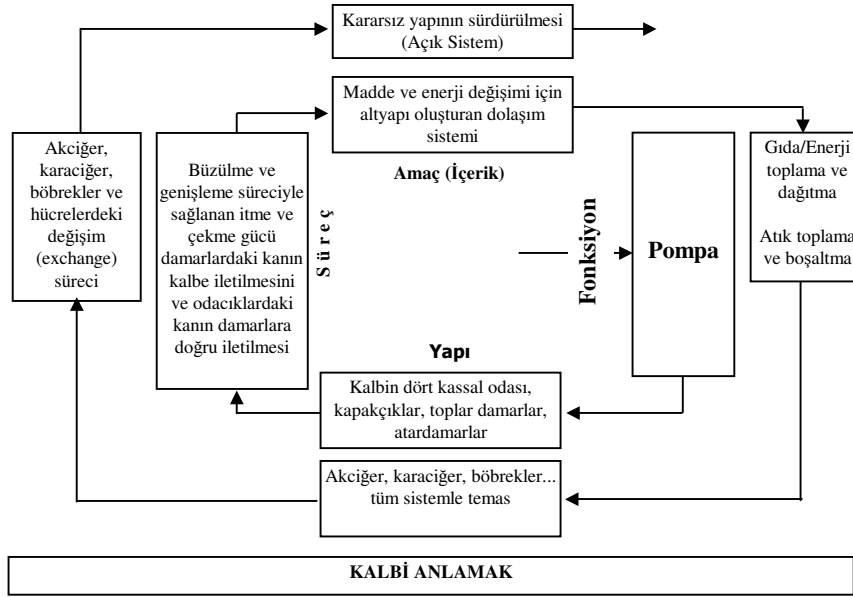 Kararsız yapının sürdürülmesi
(Açık Sistem)
Madde ve enerji değişimi için
altyapı oluşturan dolaşım
sistemi
Amaç (İçerik)
Akciğer,
karaciğer,
böbrekler ve
hücrelerdeki
değişim
(exchange)
süreci
Büzülme ve
genişleme süreciyle
sağlanan itme ve
çekme gücü
damarlardaki kanın
kalbe iletilmesini
ve odacıklardaki
kanın damarlara
doğru iletilmesi
Süreç
Fonksiyon
Pompa
Gıda/Enerji
toplama ve
dağıtma
Atık toplama
ve boşaltma
Yapı
Kalbin dört kassal odası,
kapakçıklar, toplar damarlar,
atardamarlar
Akciğer, karaciğer, böbrekler...
tüm sistemle temas
KALBİ ANLAMAK